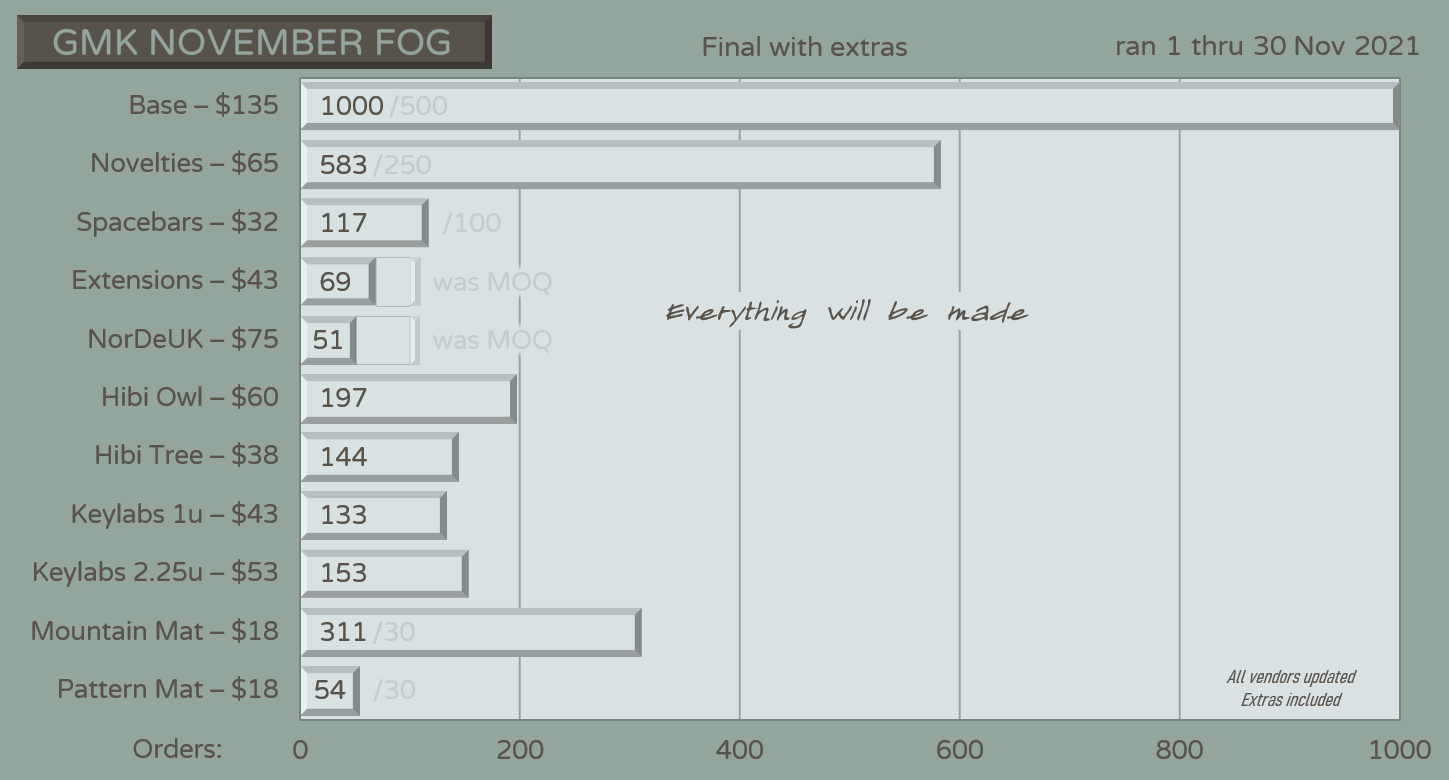 GMK NOVEMBER FOG
Final with extras
ran 1 thru 30 Nov 2021
Base – $135 1000 /500
Novelties – $65 583 /250
Spacebars – $32 117 /100
Extensions – $43 69 was MOQ
NorDeUK – $75 51 was MOQ
Everything will be made
Hibi Owl – $60 197
Hibi Tree – $38 144
Keylabs 1u – $43 133
Keylabs 2.25u – $53 153
Mountain Mat – $18 311 /30
Pattern Mat – $18 54 /30
All vendors updated
Extras included
Orders: 0 200 400 600 800 1000